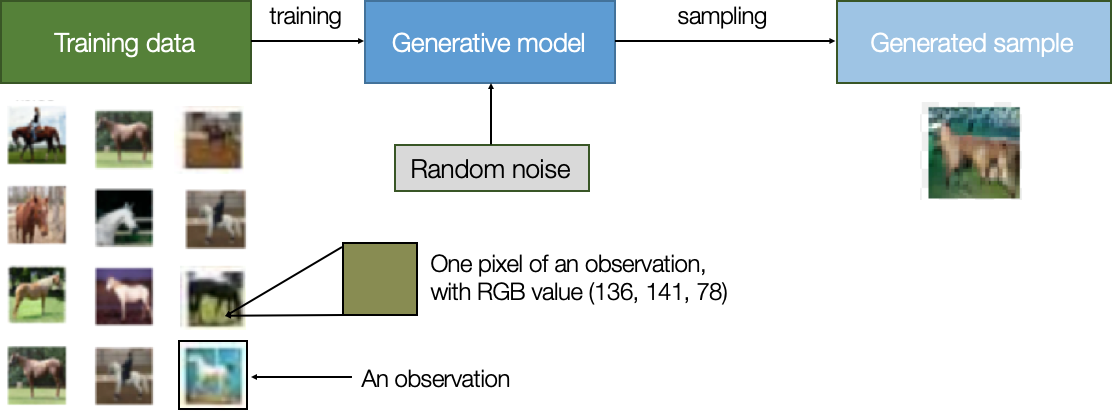 training
sampling
Training data
Generative model
Generated sample
Random noise
One pixel of an observation,
with RGB value (136, 141, 78)
An observation